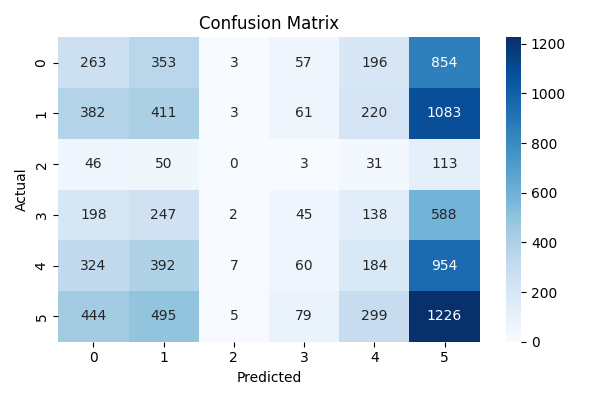 Confusion Matrix
Actual
0 263 353 3 57 196 854
1 382 411 3 61 220 1083
2 46 50 0 3 31 113
3 198 247 2 45 138 588
4 324 392 7 60 184 954
5 444 495 5 79 299 1226
0 1 2 3 4 5
Predicted
1200
1000
800
600
400
200
0